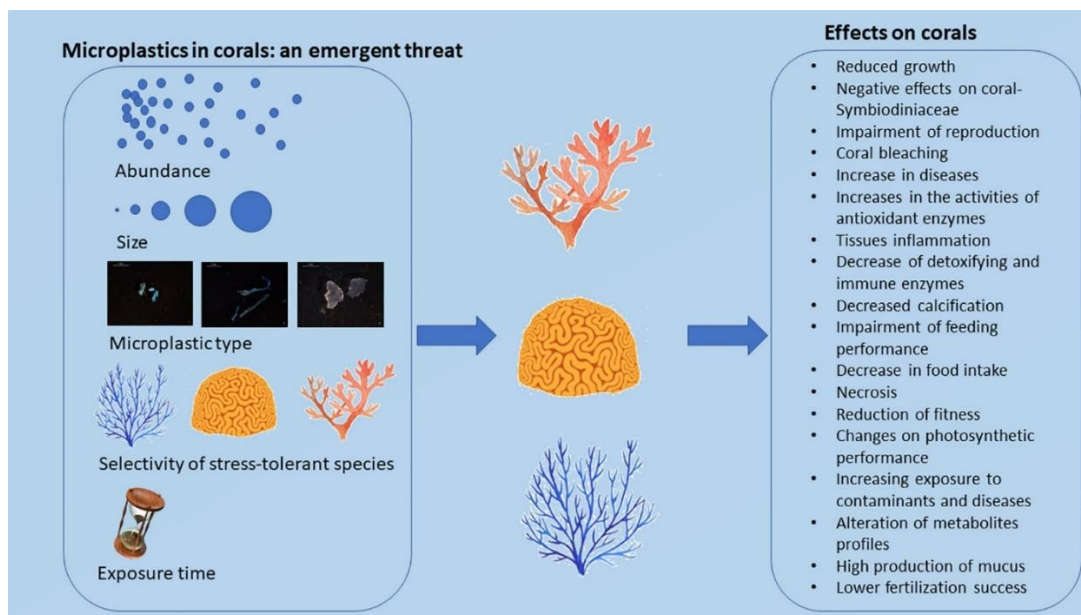 Microplastics in corals: an emergent threat
Abundance
Size
Microplastic type
Selectivity of stress-tolerant species
Exposure time
Effects on corals
• Reduced growth
• Negative effects on coral-
Symbiodiniaceae
• Impairment of reproduction
• Coral bleaching
• Increase in diseases
• Increases in the activities of
antioxidant enzymes
• Tissues inflammation
• Decrease of detoxifying and
immune enzymes
• Decreased calcification
• Impairment of feeding
performance
• Decrease in food intake
• Necrosis
• Reduction of fitness
• Changes on photosynthetic
performance
• Increasing exposure to
contaminants and diseases
• Alteration of metabolites
profiles
• High production of mucus
• Lower fertilization success